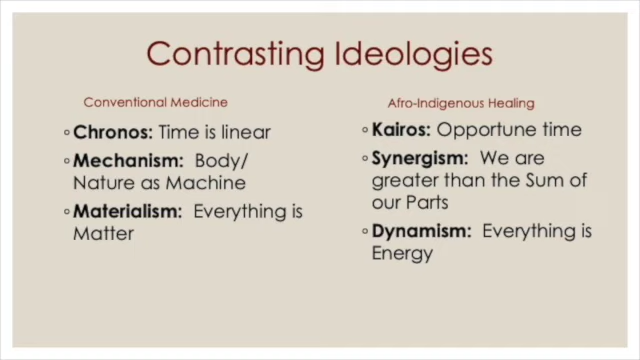 Contrasting Ideologies
Conventional Medicine
◦Chronos: Time is linear
◦Mechanism: Body/
Nature as Machine
◦Materialism: Everything is
Matter
Afro-Indigenous Healing
◦Kairos: Opportune time
◦Synergism: We are
greater than the Sum of
our Parts
◦Dynamism: Everything is
Energy